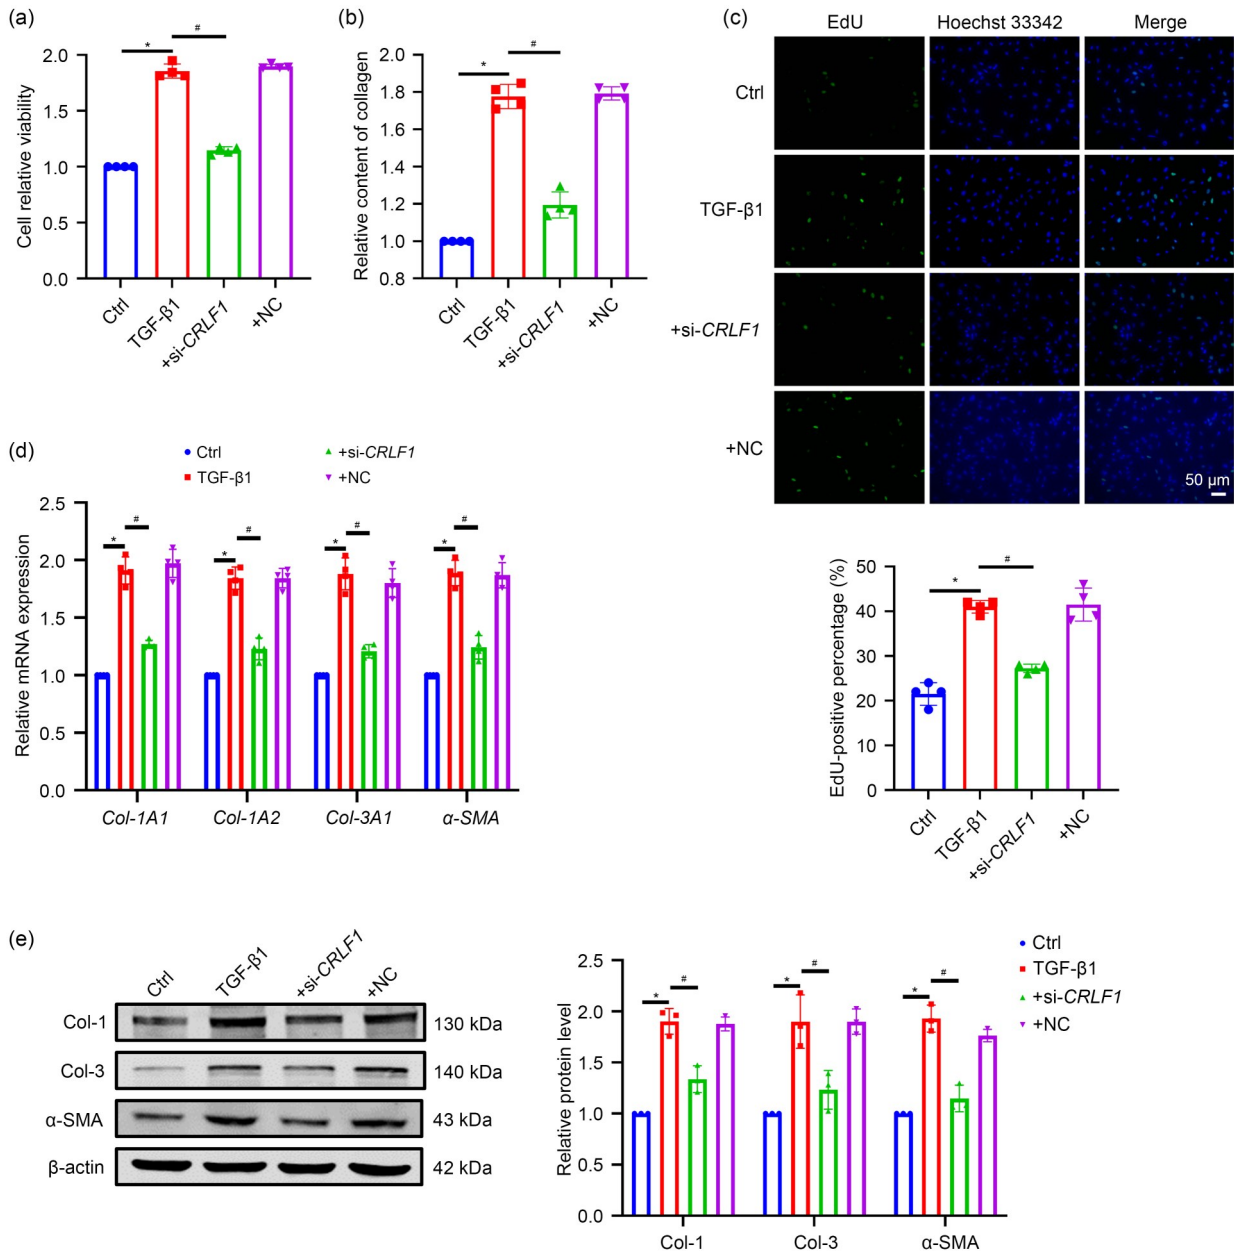 (a)
*
#
2.0
1.5
1.0
0.5
0.0
Cell relative viability
Ctrl
TGF-β1
+si-CRLF1
+NC
(b)
*
#
2.0
1.8
1.6
1.4
1.2
1.0
0.8
Relative content of collagen
Ctrl
TGF-β1
+si-CRLF1
+NC
(c)
EdU Hoechst 33342 Merge
Ctrl
TGF-β1
+si-CRLF1
+NC
50 μm
50
40
30
20
10
0
EdU-positive percentage (%)
*
#
Ctrl
TGF-β1
+si-CRLF1
+NC
(d)
Ctrl
TGF-β1
+si-CRLF1
+NC
2.5
2.0
1.5
1.0
0.5
0.0
Relative mRNA expression
* # * # * # * #
Col-1A1 Col-1A2 Col-3A1 α-SMA
(e)
Ctrl TGF-β1 +si-CRLF1 +NC
Col-1 130 kDa
Col-3 140 kDa
α-SMA 43 kDa
β-actin 42 kDa
Ctrl
TGF-β1
+si-CRLF1
+NC
2.5
2.0
1.5
1.0
0.5
0.0
Relative protein level
* # * # * #
Col-1 Col-3 α-SMA